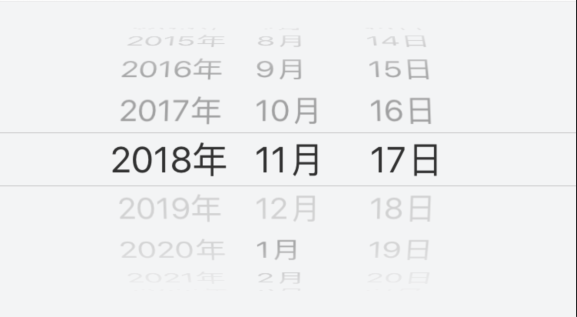 2015年 8月 14日
2016年 9月 15日
2017年 10月 16日
2018年 11月 17日
2019年 12月 18日
2020年 1月 19日
2021年 2月 20日